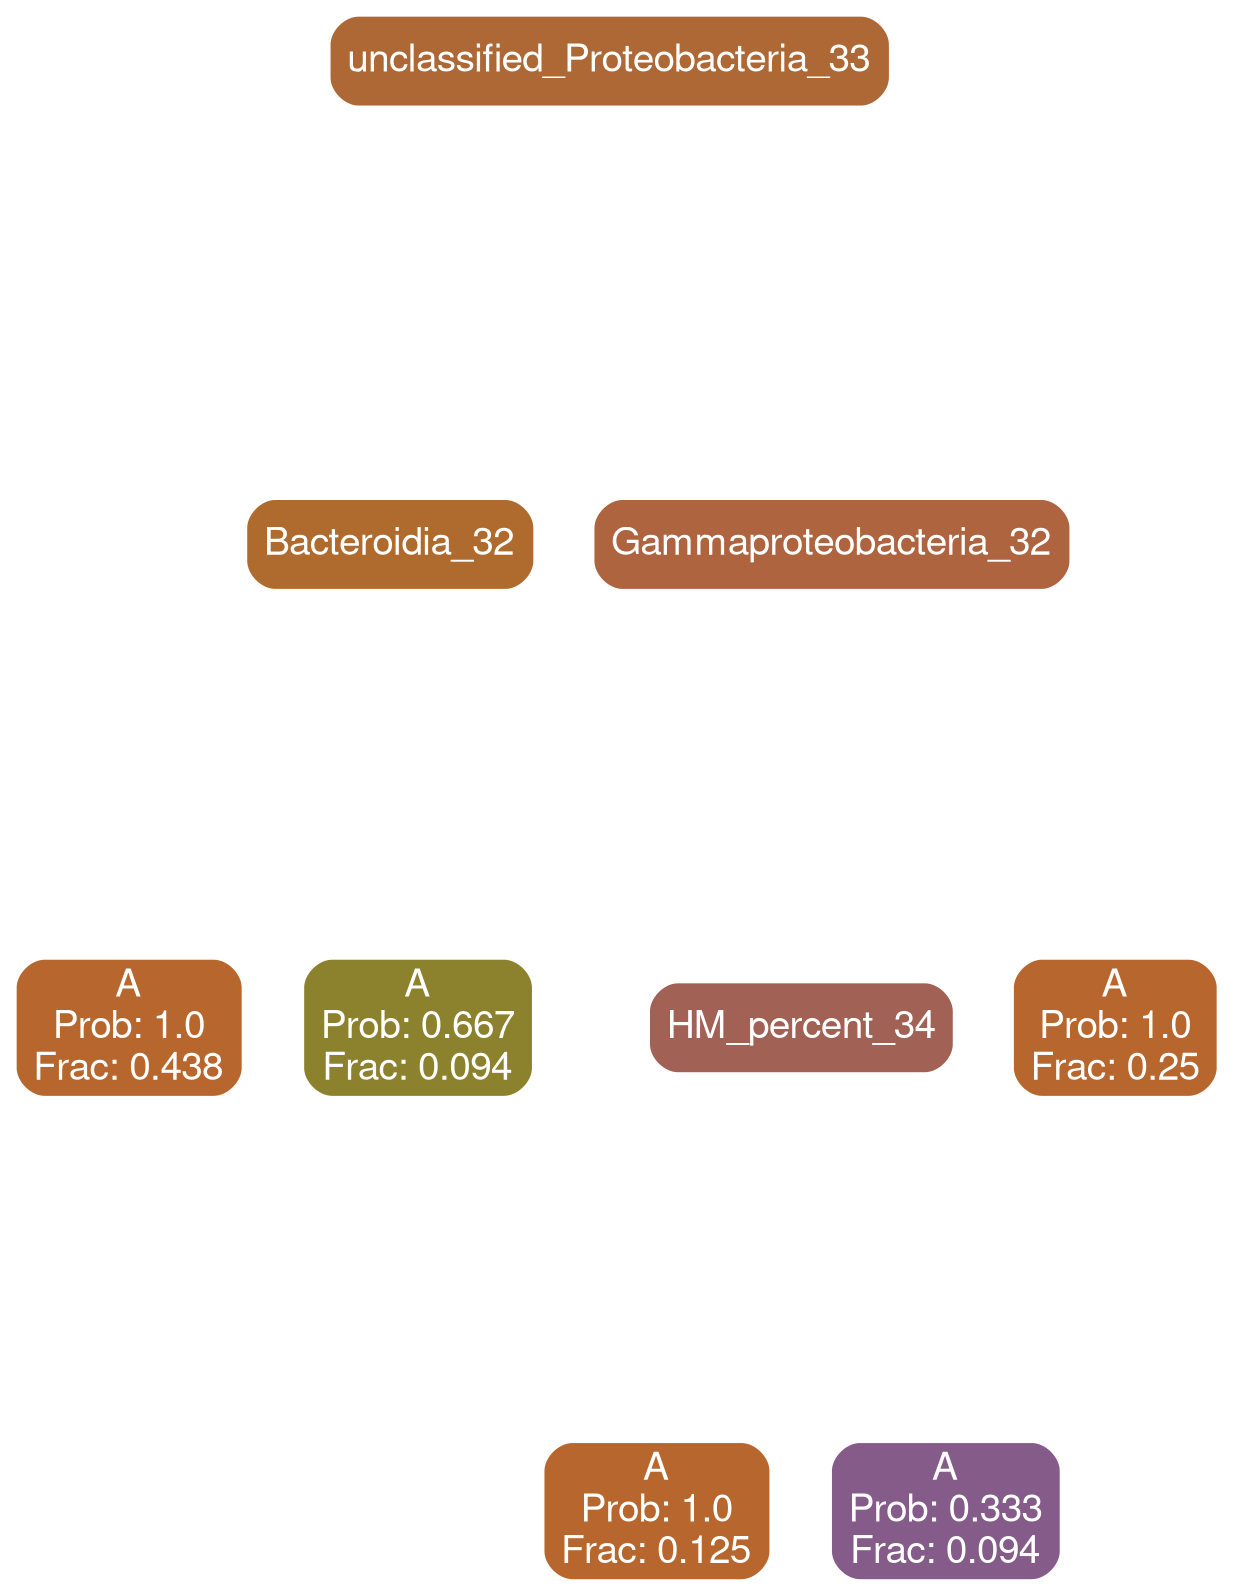 unclassified_Proteobacteria_33
Bacteroidia_32
Gammaproteobacteria_32
A
Prob: 1.0
Frac: 0.438
A
Prob: 0.667
Frac: 0.094
HM_percent_34
A
Prob: 1.0
Frac: 0.25
A
Prob: 1.0
Frac: 0.125
A
Prob: 0.333
Frac: 0.094